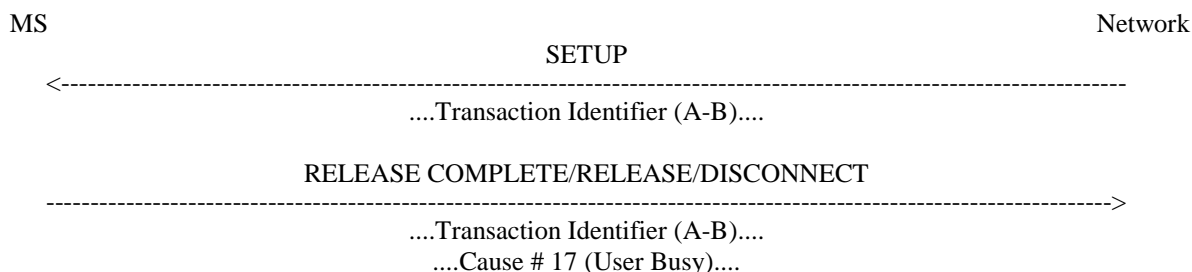 MS Network
SETUP
<------------------------------------------------------------------------------------------------------------------------
....Transaction Identifier (A-B)....
RELEASE COMPLETE/RELEASE/DISCONNECT
------------------------------------------------------------------------------------------------------------------------>
....Transaction Identifier (A-B)....
....Cause # 17 (User Busy)....